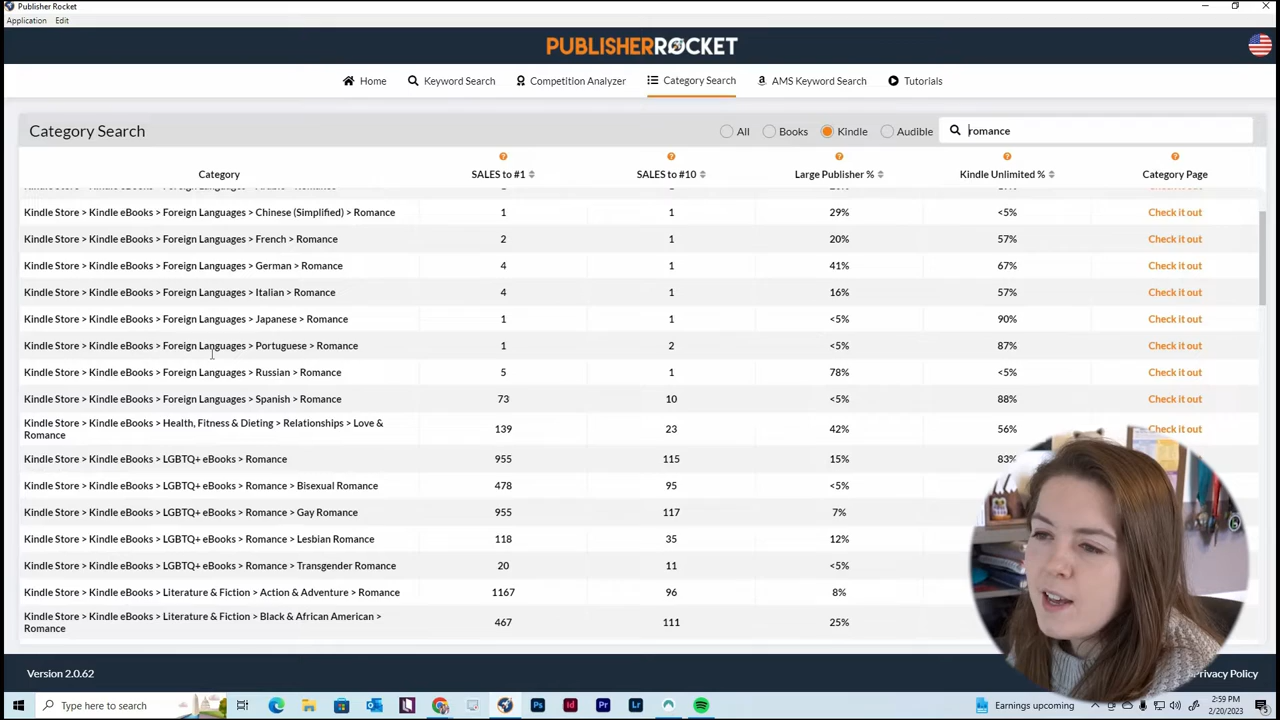 Publisher Rocket
Application Edit
PUBLISHERROCKET
Home Keyword Search Competition Analyzer Category Search AMS Keyword Search Tutorials
Category Search All Books Kindle Audible romance
? ? ? ? ?
Category SALES to #1 SALES to #10 Large Publisher % Kindle Unlimited % Category Page
Kindle Store > Kindle eBooks > Foreign Languages > Chinese (Simplified) > Romance 1 1 29% <5% Check it out
Kindle Store > Kindle eBooks > Foreign Languages > French > Romance 2 1 20% 57% Check it out
Kindle Store > Kindle eBooks > Foreign Languages > German > Romance 4 1 41% 67% Check it out
Kindle Store > Kindle eBooks > Foreign Languages > Italian > Romance 4 1 16% 57% Check it out
Kindle Store > Kindle eBooks > Foreign Languages > Japanese > Romance 1 1 <5% 90% Check it out
Kindle Store > Kindle eBooks > Foreign Languages > Portuguese > Romance 1 2 <5% 87% Check it out
Kindle Store > Kindle eBooks > Foreign Languages > Russian > Romance 5 1 78% <5% Check it out
Kindle Store > Kindle eBooks > Foreign Languages > Spanish > Romance 73 10 <5% 88% Check it out
Kindle Store > Kindle eBooks > Health, Fitness & Dieting > Relationships > Love &
Romance 139 23 42% 56% Check it out
Kindle Store > Kindle eBooks > LGBTQ+ eBooks > Romance 955 115 15% 83%
Kindle Store > Kindle eBooks > LGBTQ+ eBooks > Romance > Bisexual Romance 478 95 <5%
Kindle Store > Kindle eBooks > LGBTQ+ eBooks > Romance > Gay Romance 955 117 7%
Kindle Store > Kindle eBooks > LGBTQ+ eBooks > Romance > Lesbian Romance 118 35 12%
Kindle Store > Kindle eBooks > LGBTQ+ eBooks > Romance > Transgender Romance 20 11 <5%
Kindle Store > Kindle eBooks > Literature & Fiction > Action & Adventure > Romance 1167 96 8%
Kindle Store > Kindle eBooks > Literature & Fiction > Black & African American >
Romance 467 111 25%
Version 2.0.62 Privacy Policy
Type here to search Earnings upcoming 2:59 PM
2/20/2023